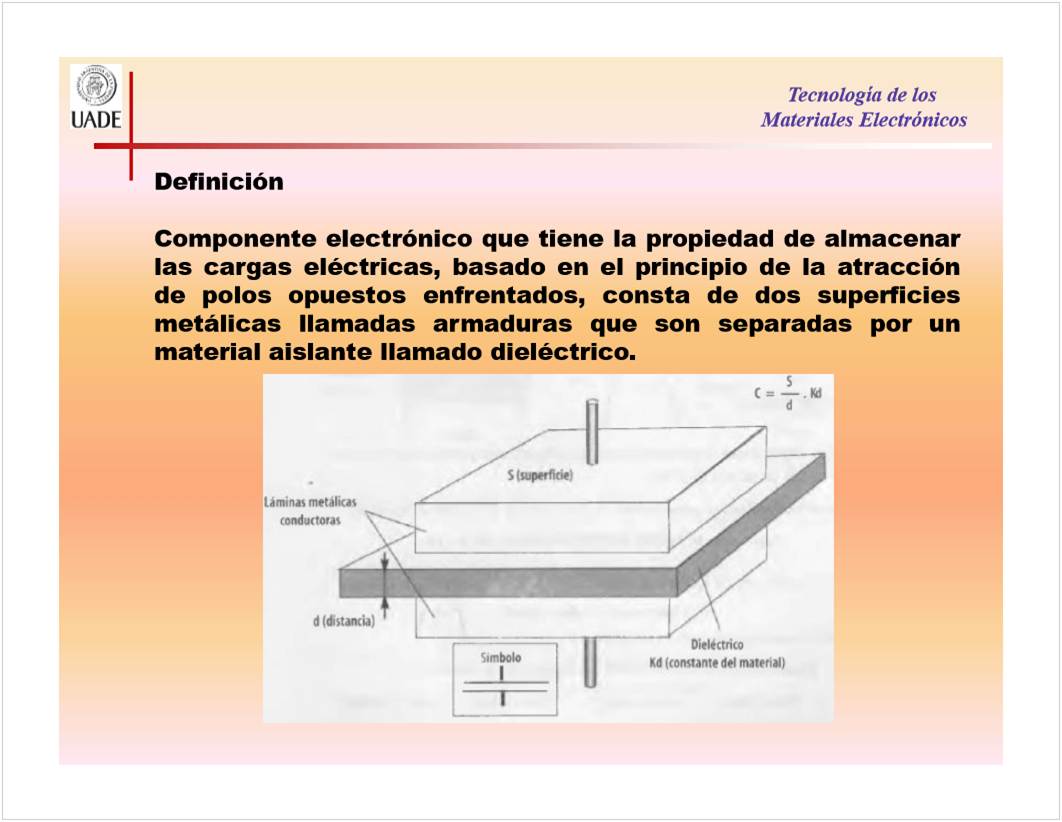 UADE
Tecnología de los
Materiales Electrónicos
Definición
Componente electrónico que tiene la propiedad de almacenar
las cargas eléctricas, basado en el principio de la atracción
de polos opuestos enfrentados, consta de dos superficies
metálicas llamadas armaduras que son separadas por un
material aislante llamado dieléctrico.
C = S/d . Kd
S (superficie)
Láminas metálicas
conductoras
d (distancia)
Dieléctrico
Kd (constante del material)
Símbolo